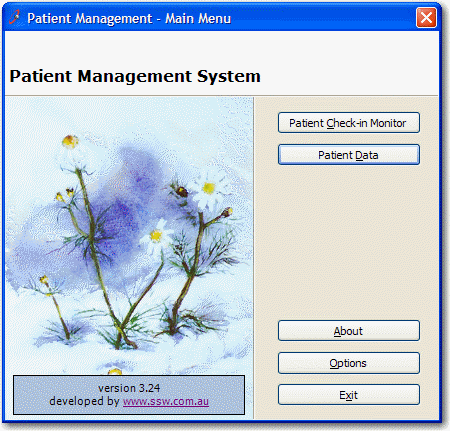 Patient Management - Main Menu
Patient Management System
Patient Check-in Monitor
Patient Data
About
Options
Exit
version 3.24
developed by www.ssw.com.au